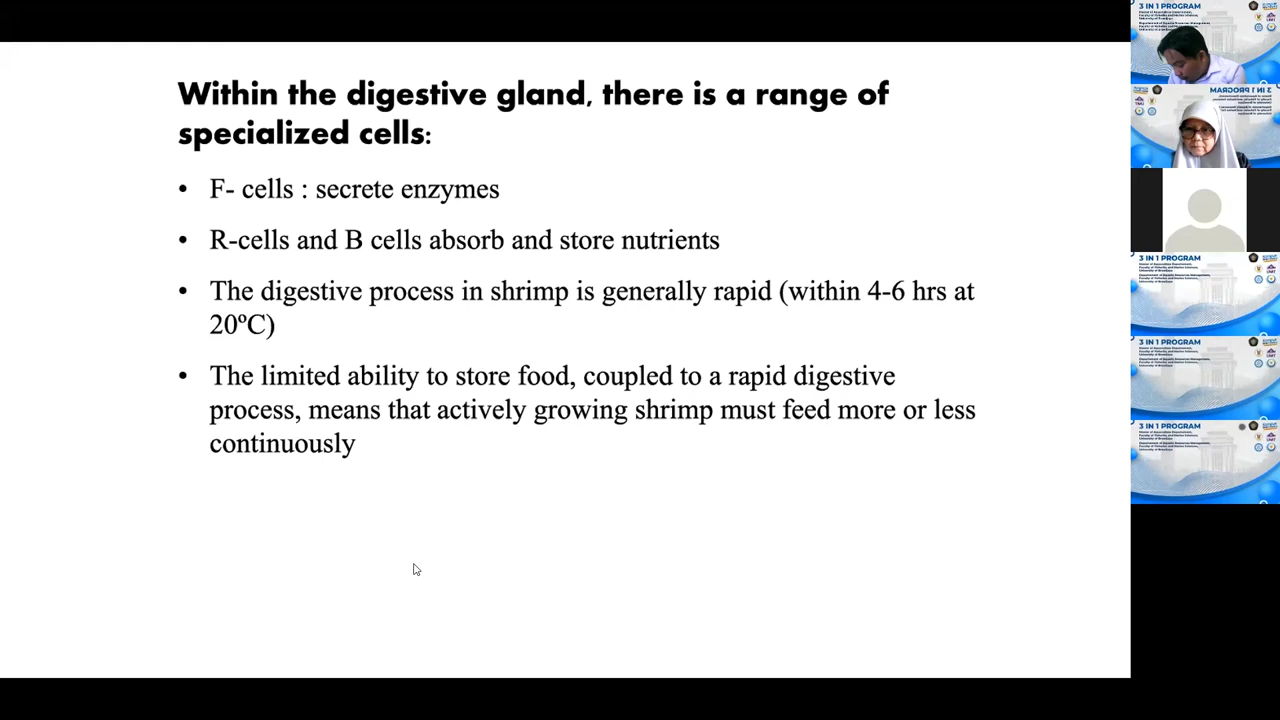 Within the digestive gland, there is a range of
specialized cells:
• F- cells : secrete enzymes
• R-cells and B cells absorb and store nutrients
• The digestive process in shrimp is generally rapid (within 4-6 hrs at
20ºC)
• The limited ability to store food, coupled to a rapid digestive
process, means that actively growing shrimp must feed more or less
continuously
3 IN 1 PROGRAM
3 IN 1 PROGRAM
3 IN 1 PROGRAM
3 IN 1 PROGRAM
3 IN 1 PROGRAM